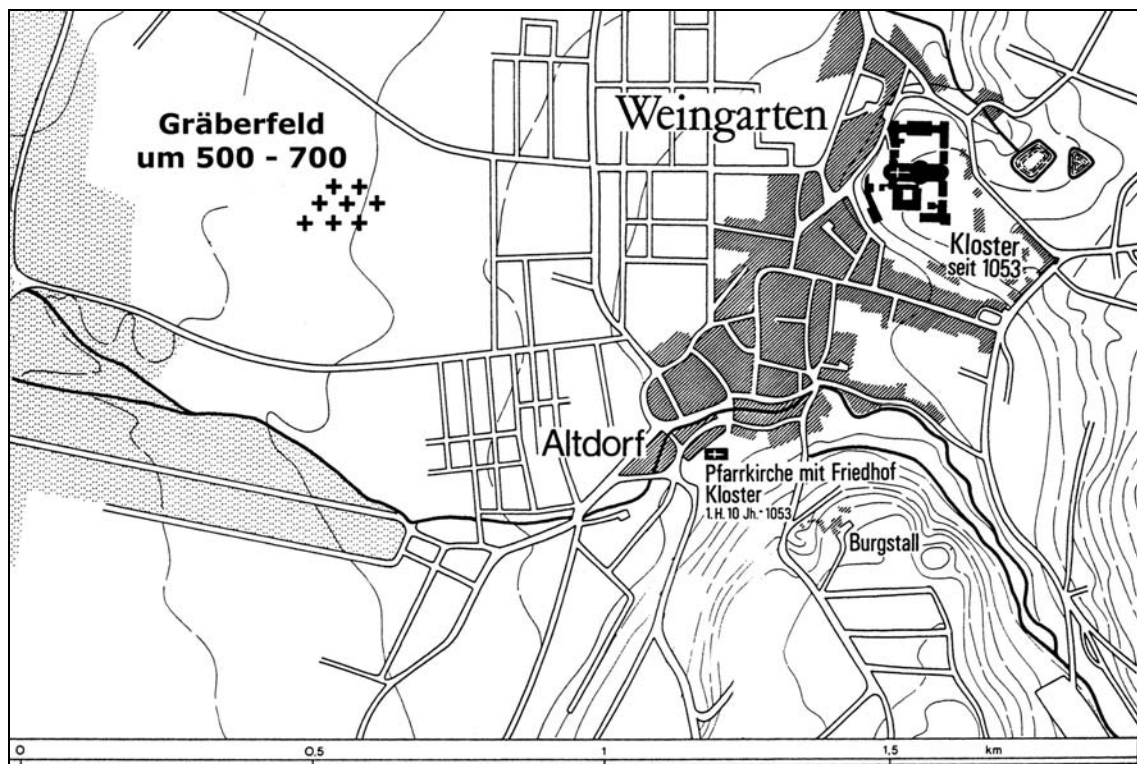 Gräberfeld
um 500 - 700
Weingarten
Kloster
seit 1053
Altdorf
Pfarrkirche mit Friedhof
Kloster
1. H. 10 Jh. - 1053
Burgstall
0 0,5 1 1,5 km